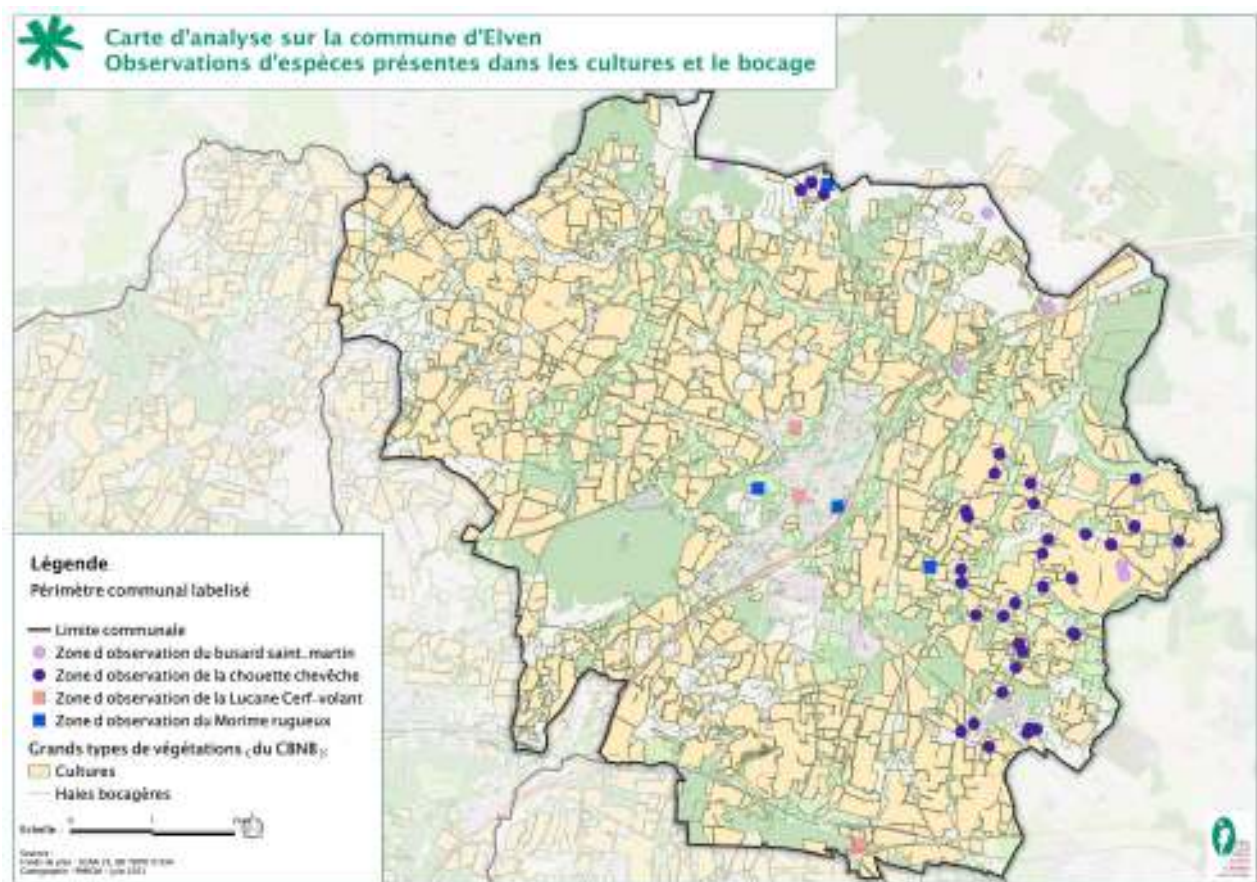 Carte d'analyse sur la commune d'Elven
Observations d'espèces présentes dans les cultures et le bocage
Légende
Périmètre communal labelisé
Limite communale
Zone d observation du busard saint-martin
Zone d observation de la chouette chevêche
Zone d observation de la Lucane Cerf-volant
Zone d observation du Morime rugueux
Grands types de végétations (du CBNB)
Cultures
Haies bocagères
Echelle
0 1